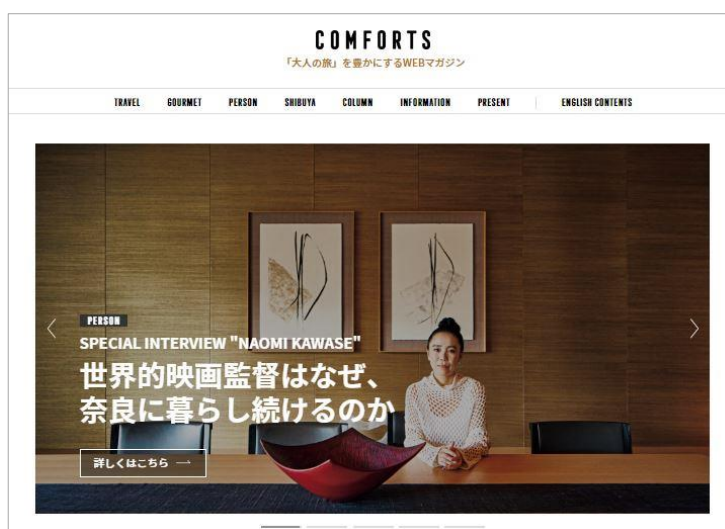 COMFORTS
「大人の旅」を豊かにするWEBマガジン
TRAVEL GOURMET PERSON SHIBUYA COLUMN INFORMATION PRESENT ENGLISH CONTENTS
PERSON
SPECIAL INTERVIEW "NAOMI KAWASE"
世界的映画監督はなぜ、
奈良に暮らし続けるのか
詳しくはこちら